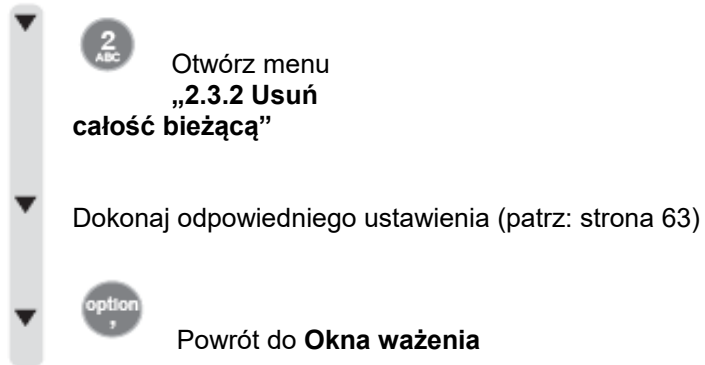 2
ABC
Otwórz menu
„2.3.2 Usuń
całość bieżącą”
Dokonaj odpowiedniego ustawienia (patrz: strona 63)
option
,
Powrót do Okna ważenia